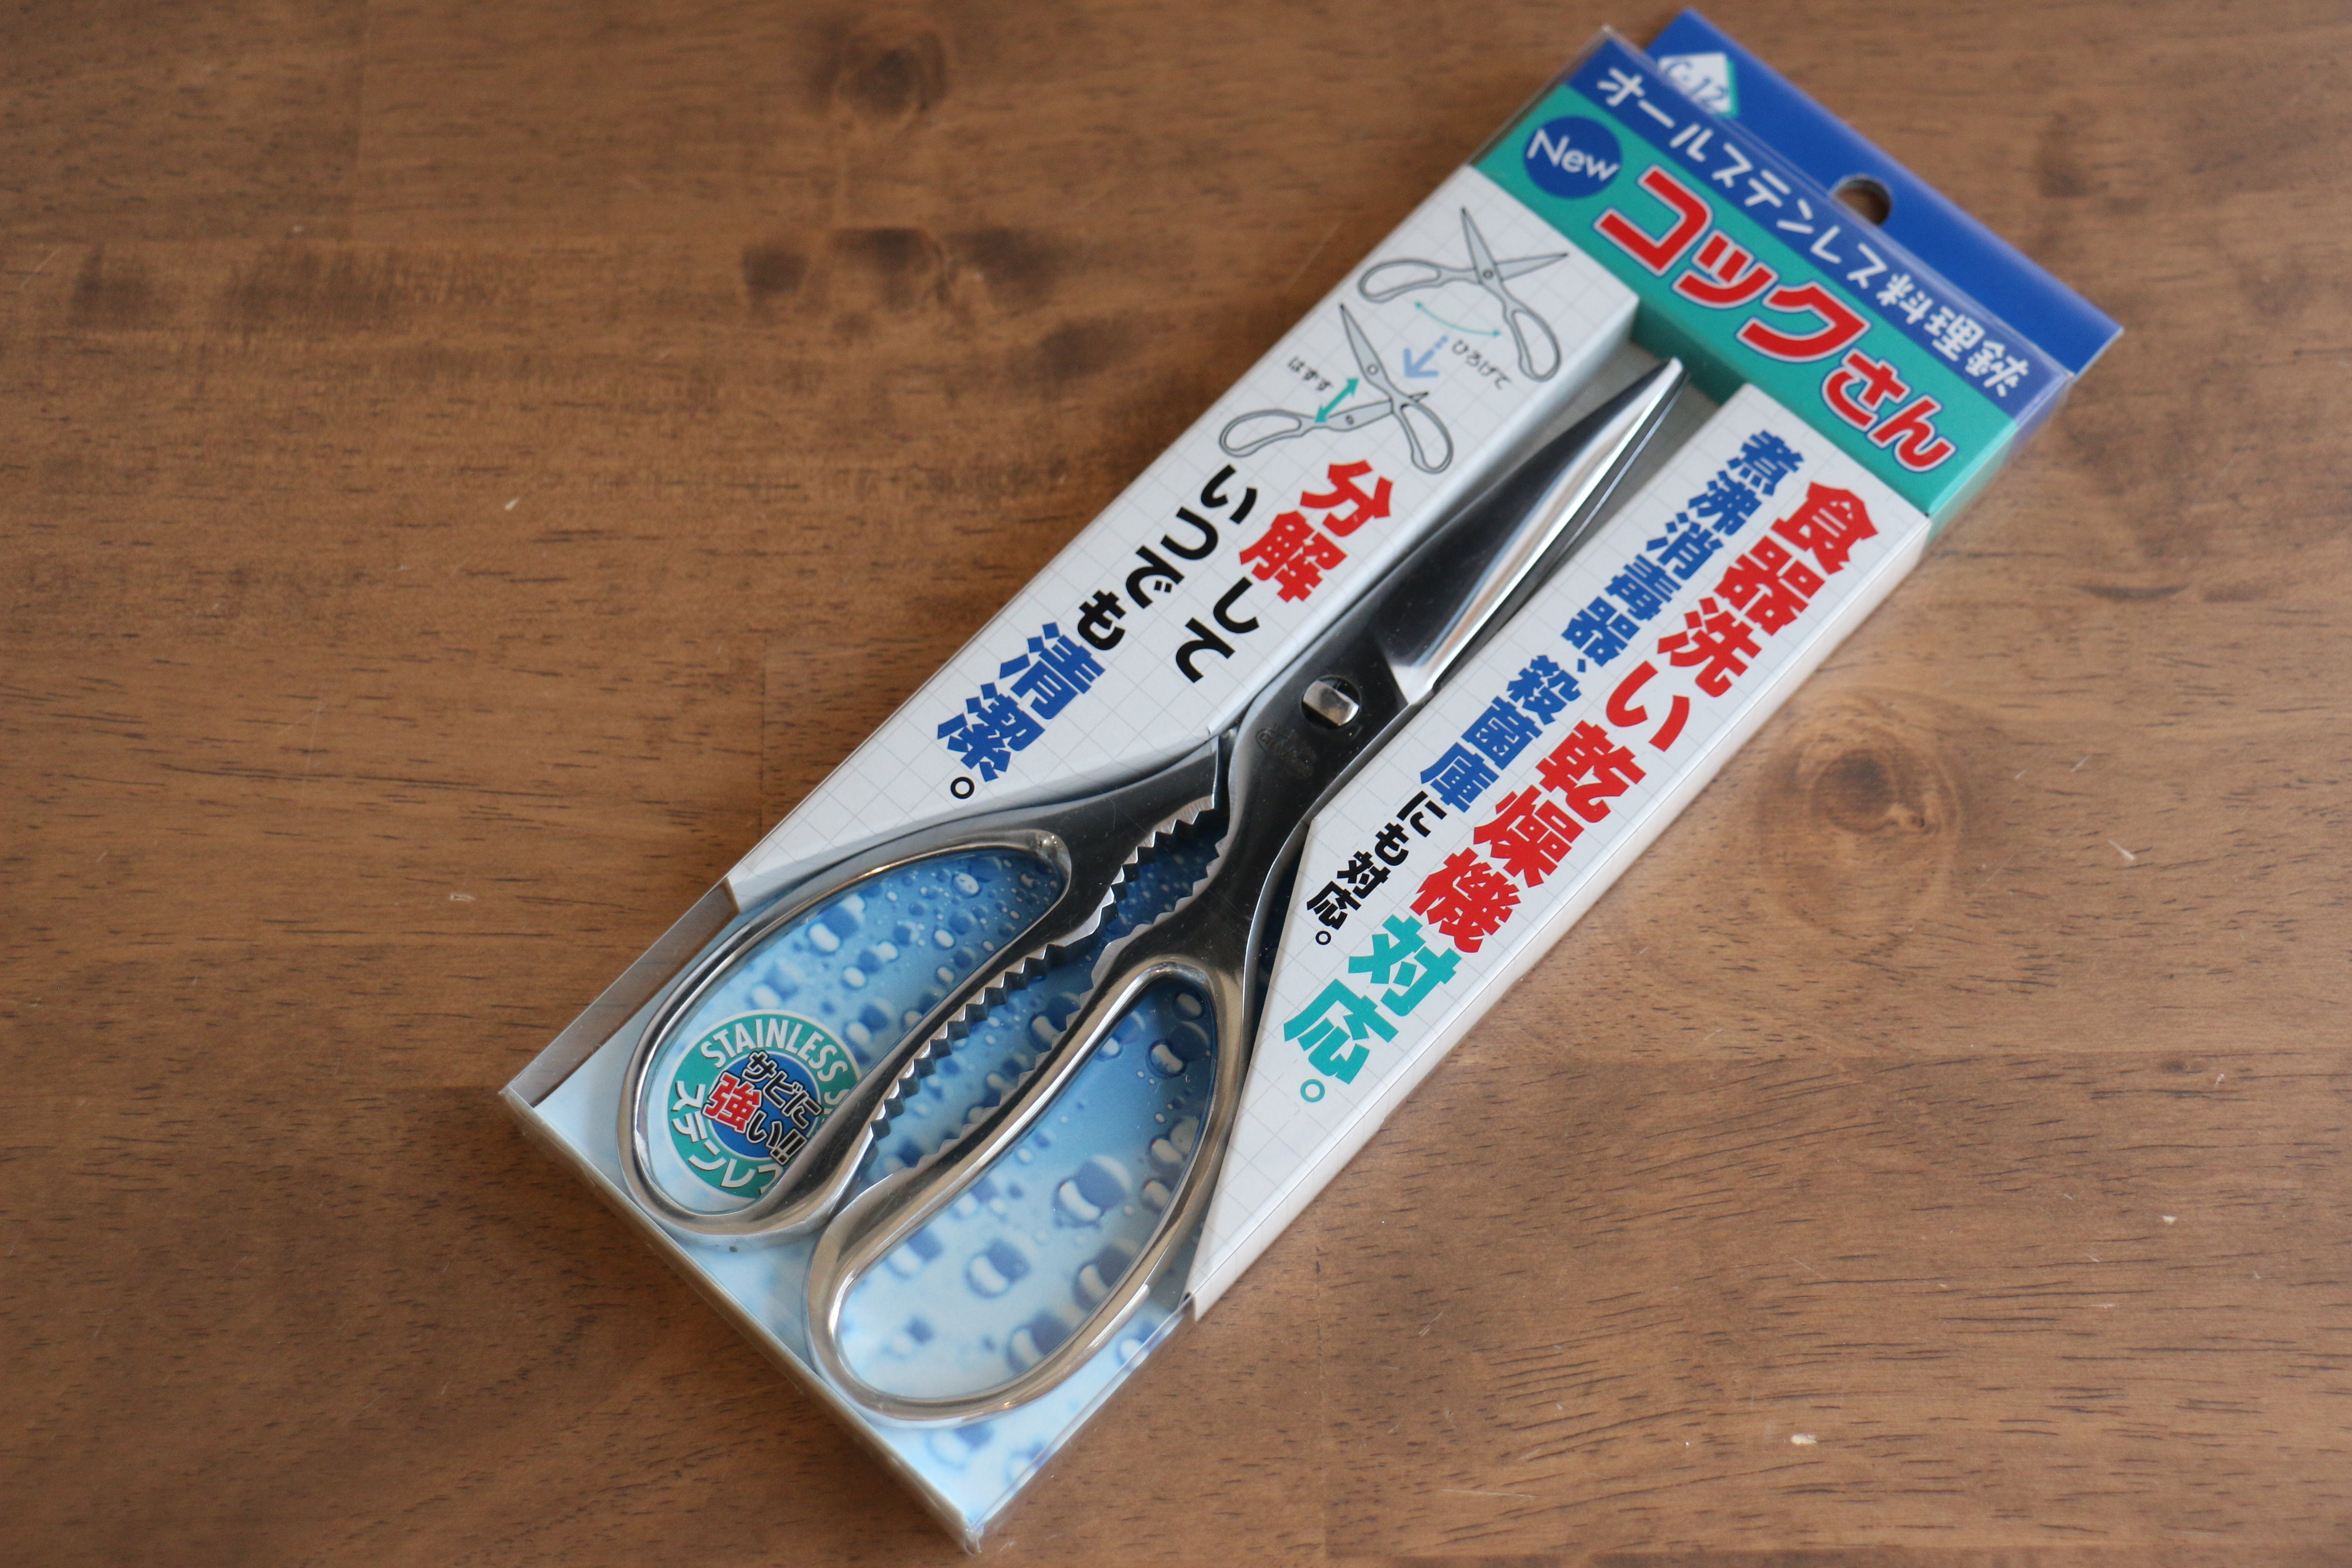 C-12
オールステンレス料理鋏
New
コックさん
ひろげて
はずす
分解して
いつでも清潔。
食器洗い乾燥機対応。
煮沸消毒器、殺菌庫にも対応。
STAINLESS
サビに
強い!!
ステンレ